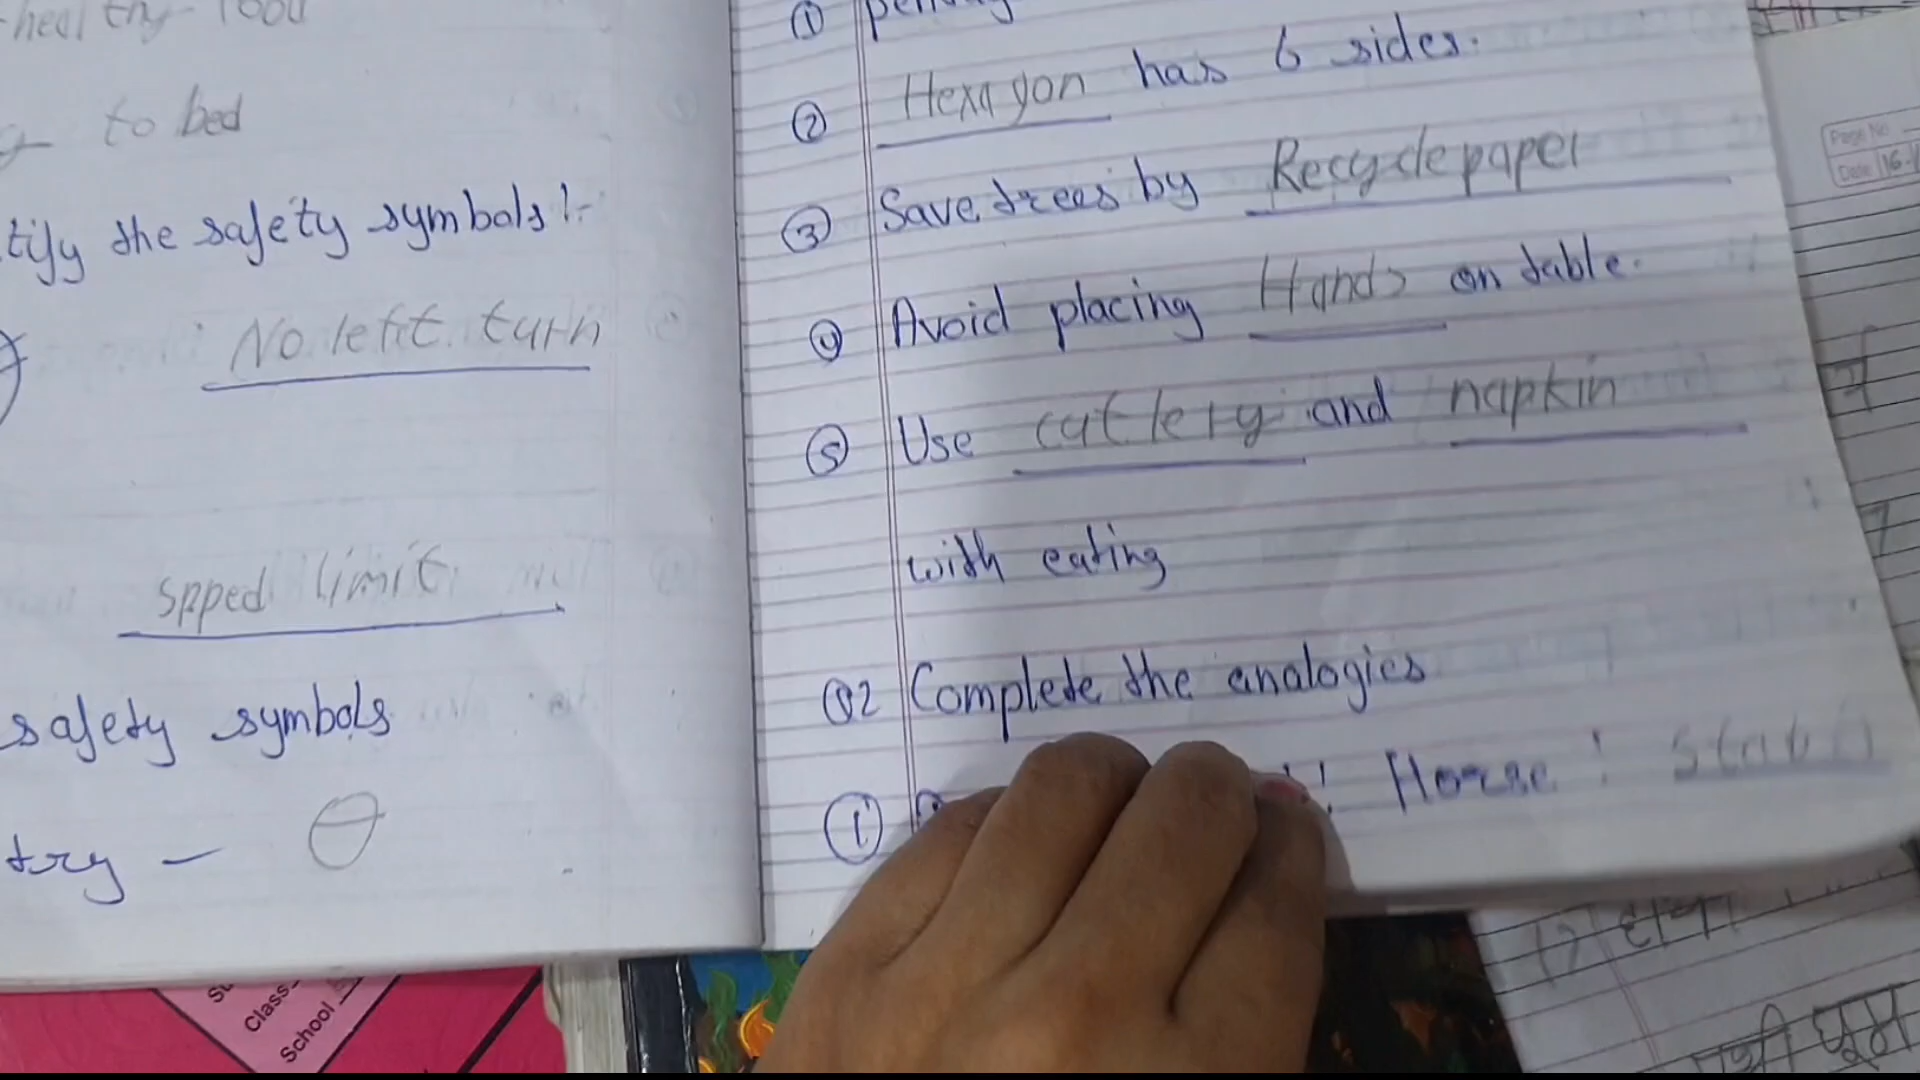 healthy food
to bed
tify the safety symbols :-
No left turn
spped limit
safety symbols
try -
①
② Hexagon has 6 sides.
③ Save trees by Recycle paper
④ Avoid placing Hands on table.
⑤ Use cutlery and napkin
with eating
Q2 Complete the analogies
① :: Horse :
Page No
Date 16-
Class
School